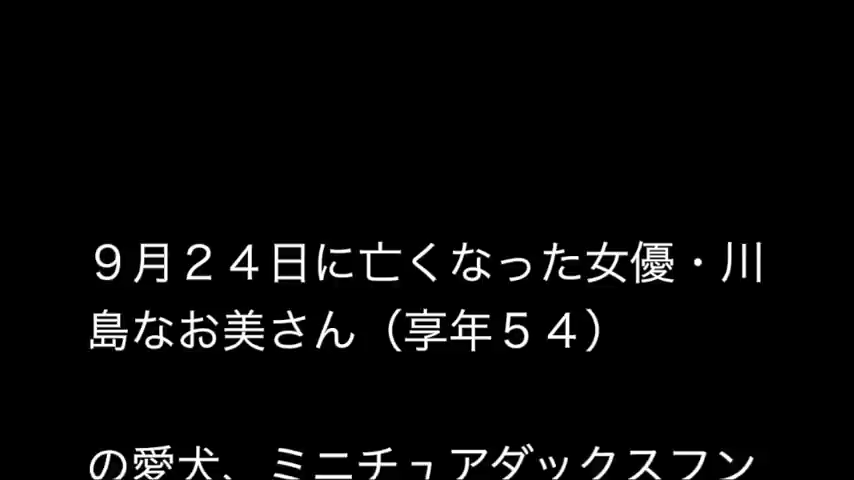 ９月２４日に亡くなった女優・川
島なお美さん（享年５４）
の愛犬、ミニチュアダックスフン